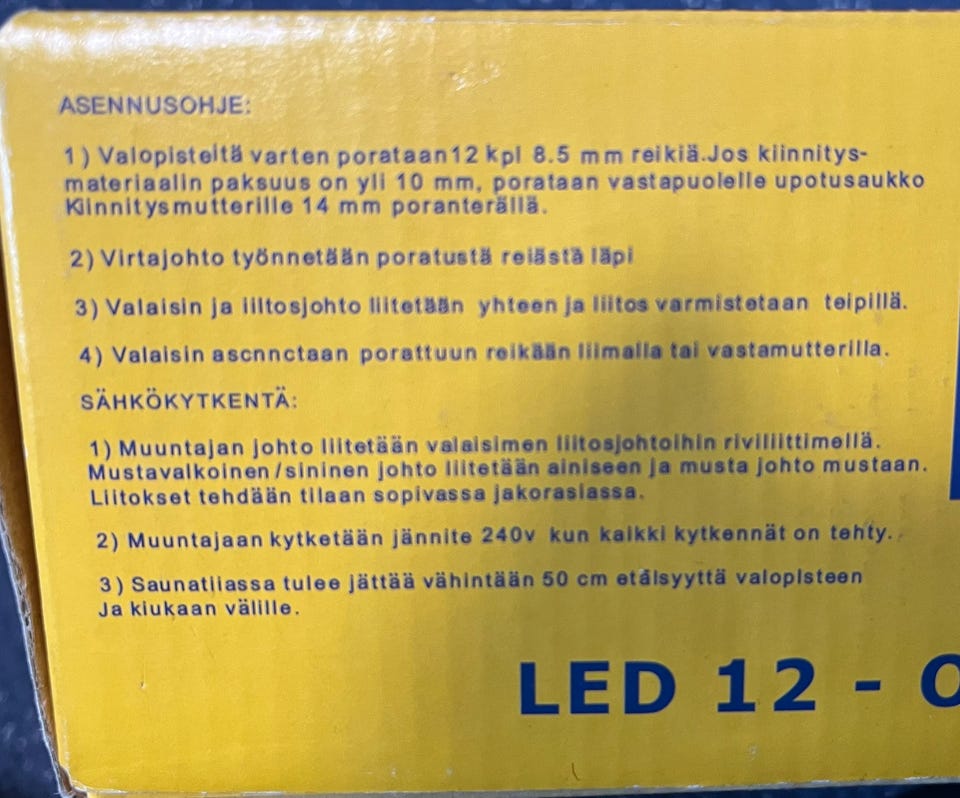 ASENNUSOHJE:
1) Valopisteitä varten porataan12 kpl 8.5 mm reikiä.Jos kiinnitys-
materiaalin paksuus on yli 10 mm, porataan vastapuolelle upotusaukko
Kiinnitysmutterille 14 mm poranterällä.
2) Virtajohto työnnetään poratustä reiästä läpi
3) Valaisin ja liitosjohto liitetään yhteen ja liitos varmistetaan teipillä.
4) Valaisin asennetaan porattuun reikään liimalla tai vastamutterilla.
SÄHKÖKYTKENTÄ:
1) Muuntajan johto liitetään valaisimen liitosjohtoihin riviliittimellä.
Mustavalkoinen/sininen johto liitetään ainiseen ja musta johto mustaan.
Liitokset tehdään tilaan sopivassa jakorasiassa.
2) Muuntajaan kytketään jännite 240v kun kaikki kytkennät on tehty.
3) Saunatilassa tulee jättää vähintään 50 cm etäisyyttä valopisteen
Ja kiukaan välille.
LED 12 - O